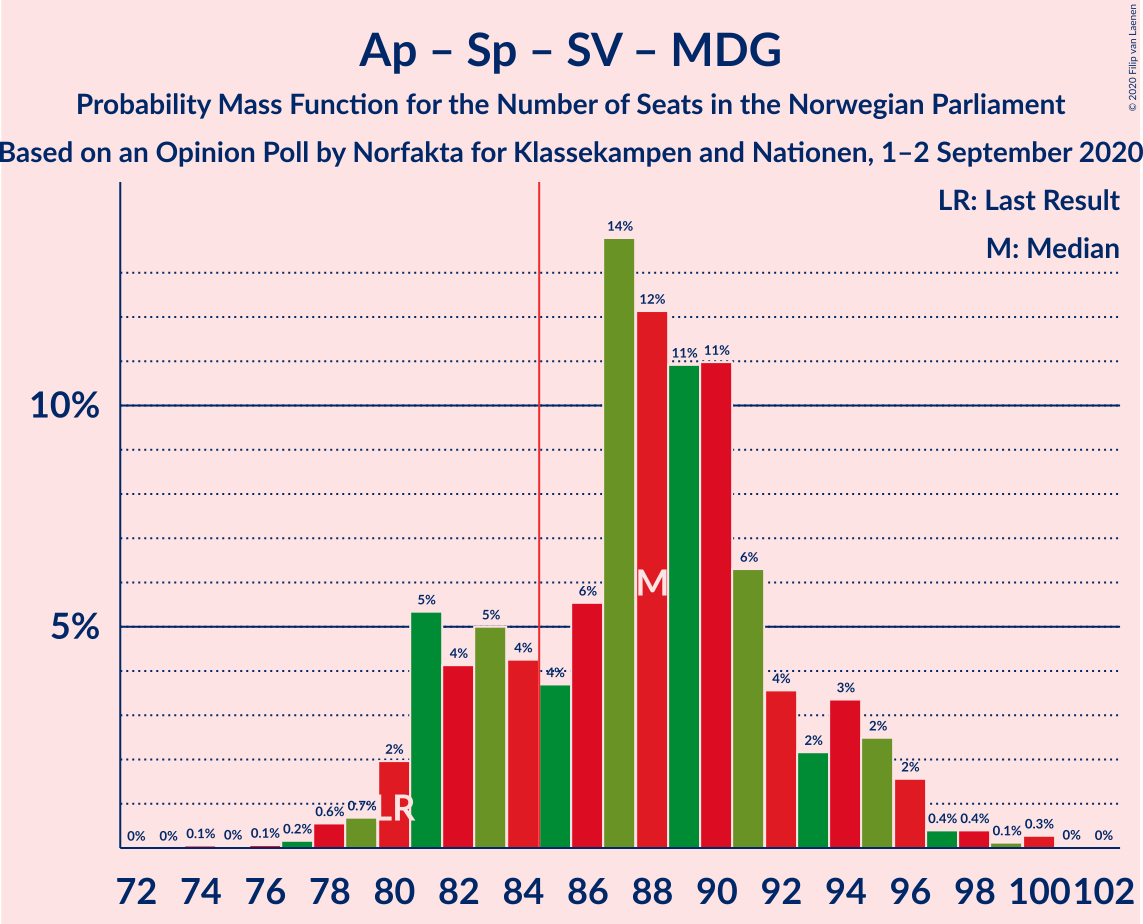 Ap – Sp – SV – MDG
Probability Mass Function for the Number of Seats in the Norwegian Parliament
Based on an Opinion Poll by Norfakta for Klassekampen and Nationen, 1–2 September 2020
© 2020 Filip van Laenen
LR: Last Result
M: Median
10%
5%
0% 0% 0.1% 0% 0.1% 0.2% 0.6% 0.7% 2% 5% 4% 5% 4% 4% 6% 14% 12% 11% 11% 6% 4% 2% 3% 2% 2% 0.4% 0.4% 0.1% 0.3% 0% 0%
LR
M
72 74 76 78 80 82 84 86 88 90 92 94 96 98 100 102